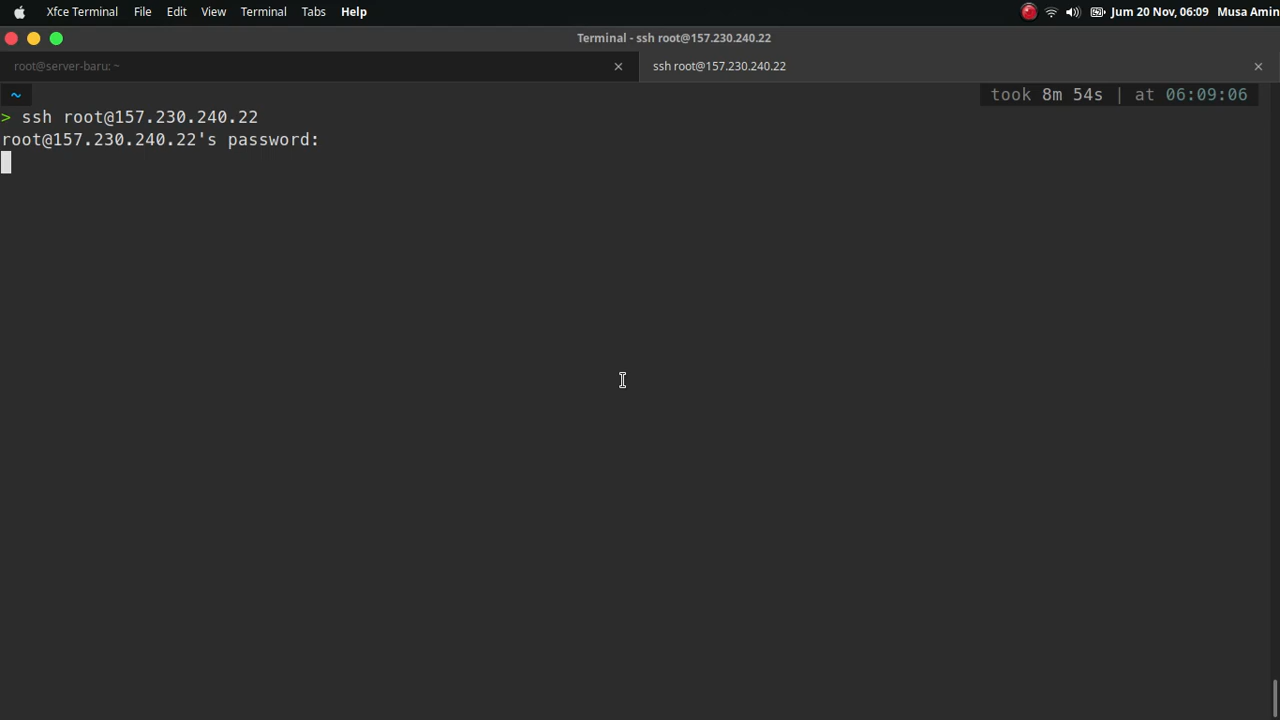 Xfce Terminal File Edit View Terminal Tabs Help Jum 20 Nov, 06:09 Musa Amin
Terminal - ssh root@157.230.240.22
root@server-baru: ~ ssh root@157.230.240.22
~ took 8m 54s | at 06:09:06
> ssh root@157.230.240.22
root@157.230.240.22's password: